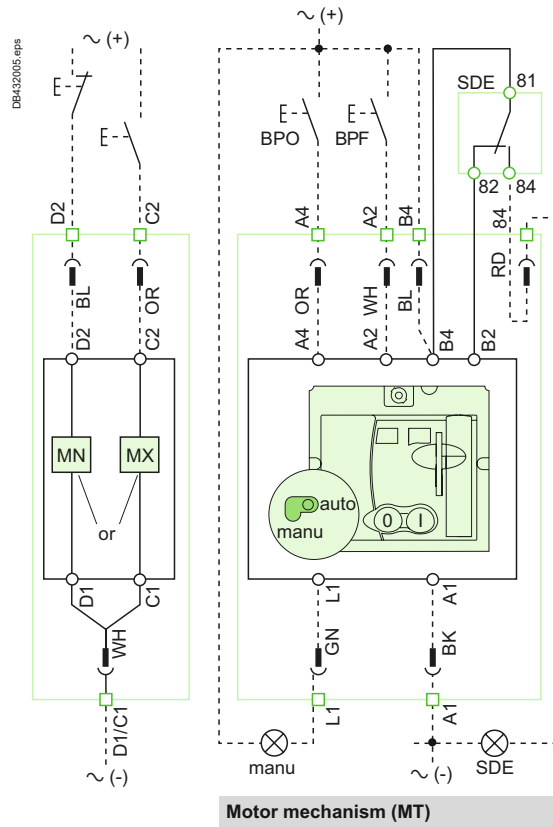 DB432005.eps
~ (+)
~ (+)
E
E
E
BPO
E
BPF
SDE
81
82
84
D2
C2
A4
A2
B4
84
BL
OR
OR
WH
BL
RD
D2
C2
A4
A2
B4
B2
MN
MX
or
auto
manu
0
I
D1
C1
L1
A1
WH
GN
BK
D1/C1
L1
A1
manu
SDE
~ (-)
~ (-)
Motor mechanism (MT)